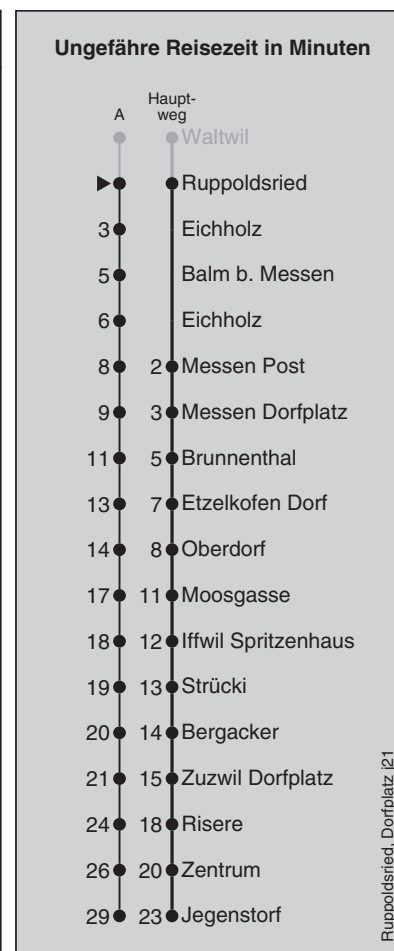 Ungefähre Reisezeit in Minuten
A Haupt-
weg
Waltwil
Ruppoldsried
3 Eichholz
5 Balm b. Messen
6 Eichholz
8 2 Messen Post
9 3 Messen Dorfplatz
11 5 Brunnenthal
13 7 Etzelkofen Dorf
14 8 Oberdorf
17 11 Moosgasse
18 12 Iffwil Spritzenhaus
19 13 Strücki
20 14 Bergacker
21 15 Zuzwil Dorfplatz
24 18 Risere
26 20 Zentrum
29 23 Jegenstorf
Ruppoldsried, Dorfplatz j21